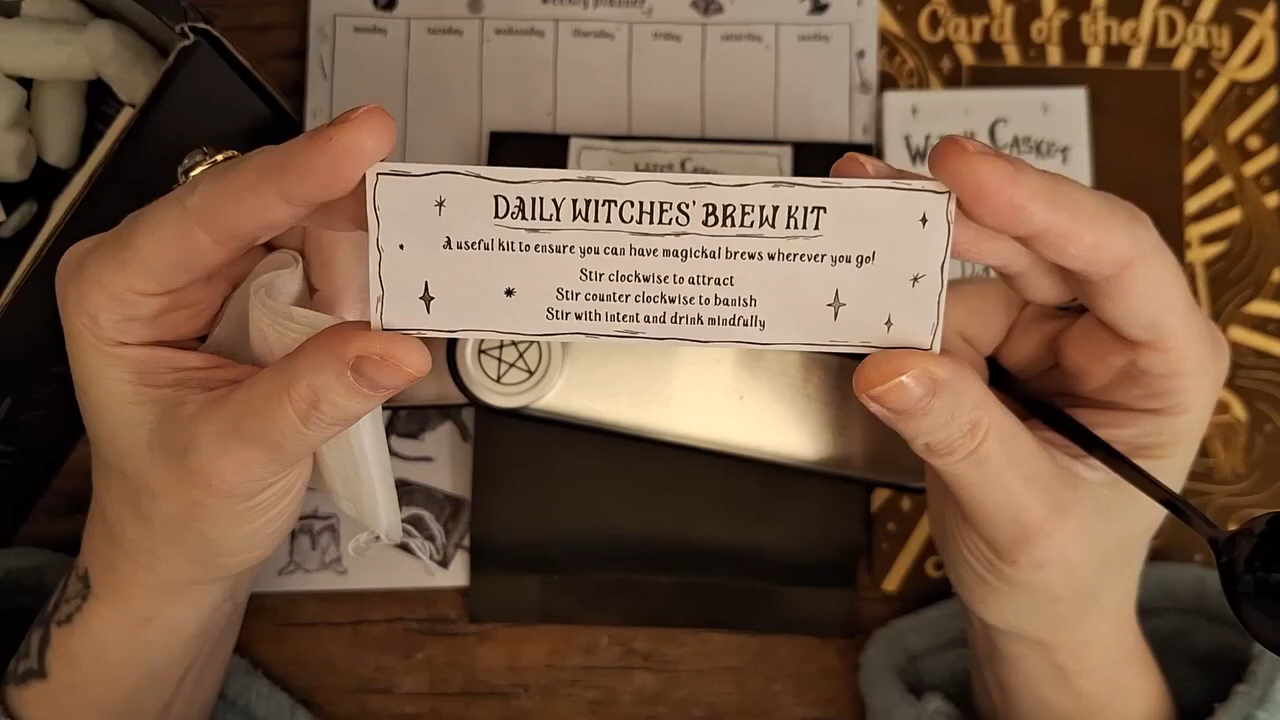 weekly planner
monday tuesday wednesday thursday friday saturday sunday
Card of the Day
WITCH CASKET
WITCH CASKET
DAILY WITCHES' BREW KIT
A useful kit to ensure you can have magickal brews wherever you go!
Stir clockwise to attract
Stir counter clockwise to banish
Stir with intent and drink mindfully